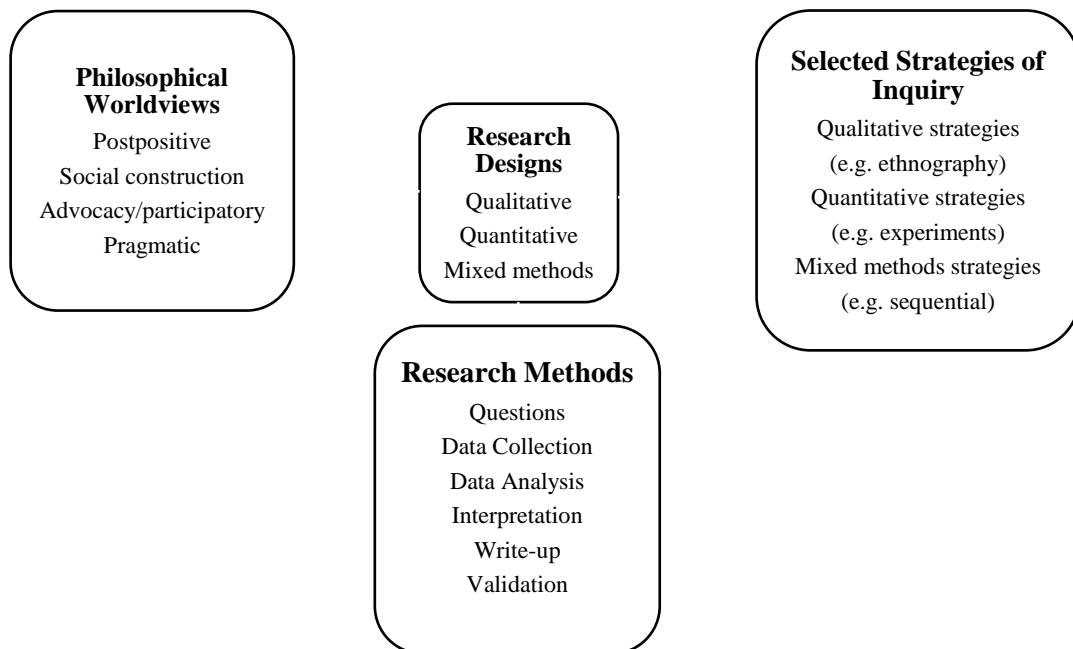 Philosophical
Worldviews
Postpositive
Social construction
Advocacy/participatory
Pragmatic
Research
Designs
Qualitative
Quantitative
Mixed methods
Selected Strategies of
Inquiry
Qualitative strategies
(e.g. ethnography)
Quantitative strategies
(e.g. experiments)
Mixed methods strategies
(e.g. sequential)
Research Methods
Questions
Data Collection
Data Analysis
Interpretation
Write-up
Validation